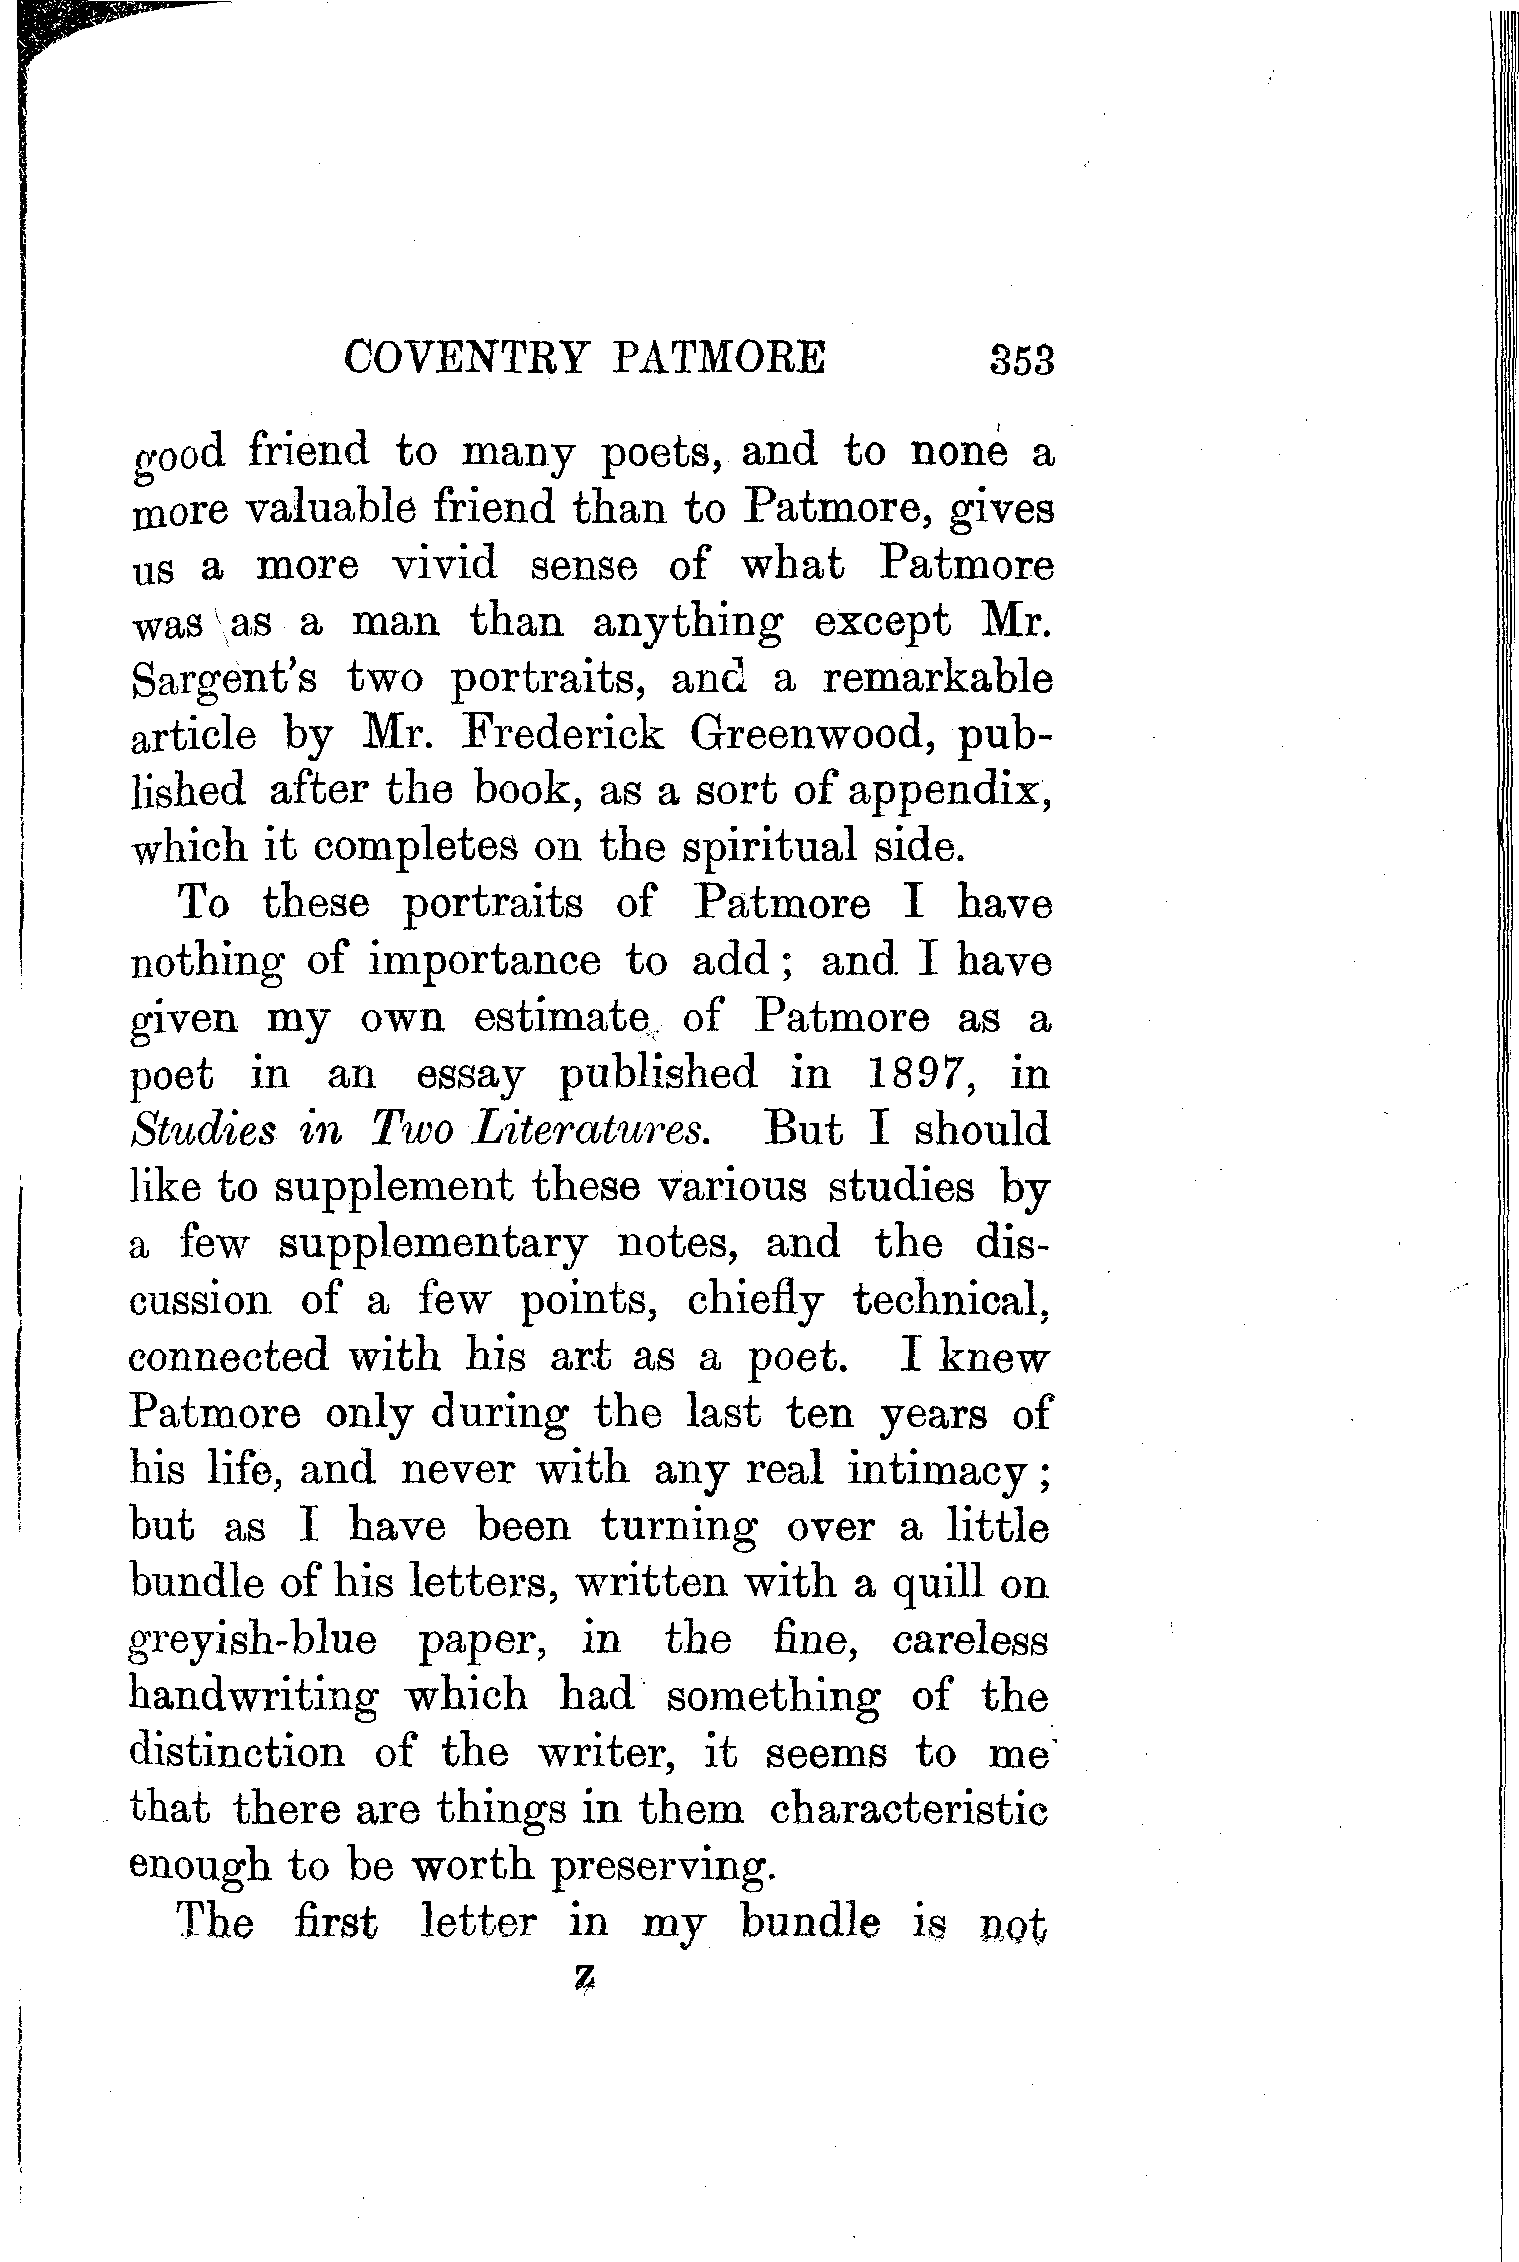 COVENTRY PATMORE 353
good friend to many poets, and to none a
more valuable friend than to Patmore, gives
us a more vivid sense of what Patmore
was as a man than anything except Mr.
Sargent's two portraits, and a remarkable
article by Mr. Frederick Greenwood, pub-
lished after the book, as a sort of appendix,
which it completes on the spiritual side.
To these portraits of Patmore I have
nothing of importance to add; and I have
given my own estimate of Patmore as a
poet in an essay published in 1897, in
Studies in Two Literatures. But I should
like to supplement these various studies by
a few supplementary notes, and the dis-
cussion of a few points, chiefly technical,
connected with his art as a poet. I knew
Patmore only during the last ten years of
his life, and never with any real intimacy;
but as I have been turning over a little
bundle of his letters, written with a quill on
greyish-blue paper, in the fine, careless
handwriting which had something of the
distinction of the writer, it seems to me
that there are things in them characteristic
enough to be worth preserving.
The first letter in my bundle is not
Z